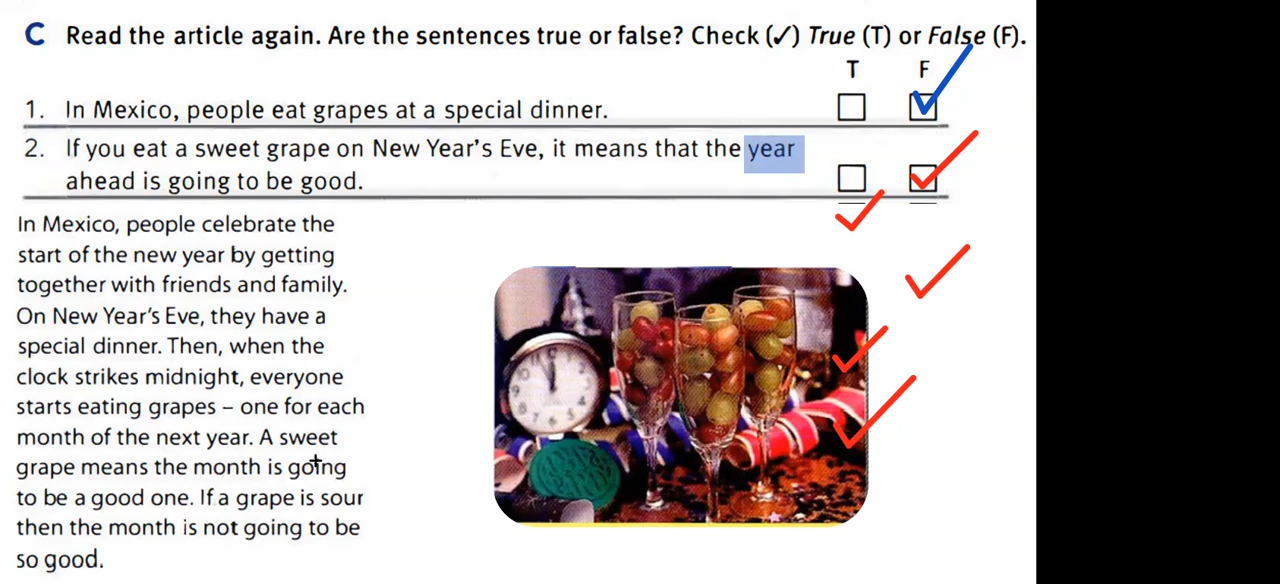 C Read the article again. Are the sentences true or false? Check (✓) True (T) or False (F).
T F
1. In Mexico, people eat grapes at a special dinner.
2. If you eat a sweet grape on New Year's Eve, it means that the year
ahead is going to be good.
In Mexico, people celebrate the
start of the new year by getting
together with friends and family.
On New Year's Eve, they have a
special dinner. Then, when the
clock strikes midnight, everyone
starts eating grapes – one for each
month of the next year. A sweet
grape means the month is going
to be a good one. If a grape is sour
then the month is not going to be
so good.